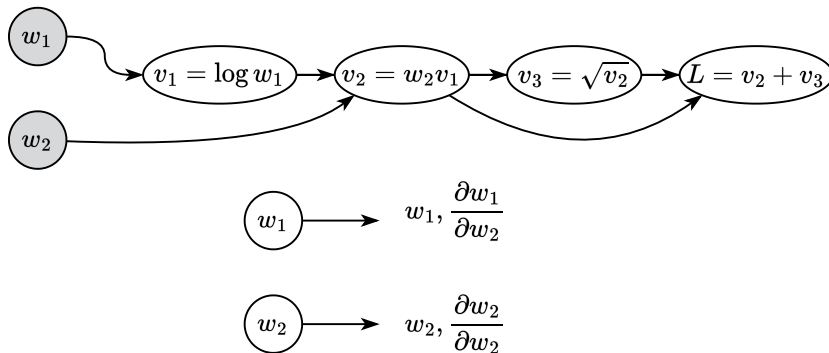 w₁
v₁ = log w₁
v₂ = w₂v₁
v₃ = √v₂
L = v₂ + v₃
w₂
w₁
w₁, ∂w₁/∂w₂
w₂
w₂, ∂w₂/∂w₂